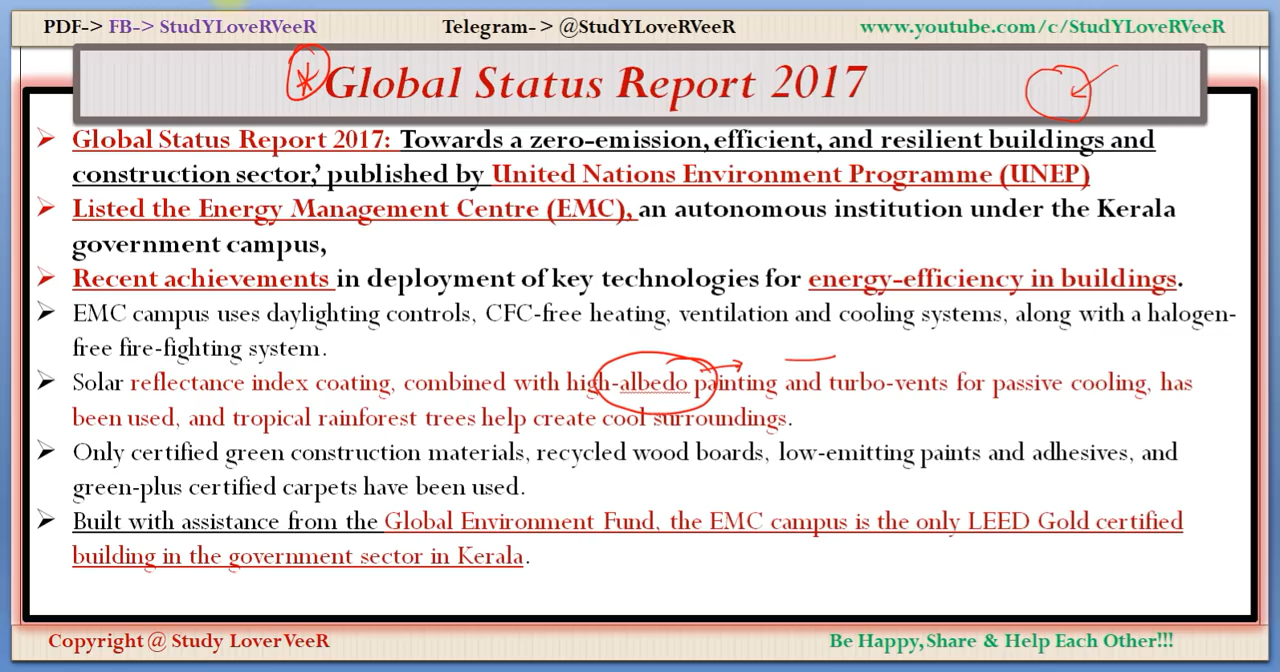 PDF-> FB-> StudYLoveRVeeR Telegram- > @StudYLoveRVeeR www.youtube.com/c/StudYLoveRVeeR
*Global Status Report 2017
➢ Global Status Report 2017: Towards a zero-emission, efficient, and resilient buildings and
construction sector,’ published by United Nations Environment Programme (UNEP)
➢ Listed the Energy Management Centre (EMC), an autonomous institution under the Kerala
government campus,
➢ Recent achievements in deployment of key technologies for energy-efficiency in buildings.
➢ EMC campus uses daylighting controls, CFC-free heating, ventilation and cooling systems, along with a halogen-
free fire-fighting system.
➢ Solar reflectance index coating, combined with high-albedo painting and turbo-vents for passive cooling, has
been used, and tropical rainforest trees help create cool surroundings.
➢ Only certified green construction materials, recycled wood boards, low-emitting paints and adhesives, and
green-plus certified carpets have been used.
➢ Built with assistance from the Global Environment Fund, the EMC campus is the only LEED Gold certified
building in the government sector in Kerala.
Copyright @ Study LoverVeeR Be Happy,Share & Help Each Other!!!